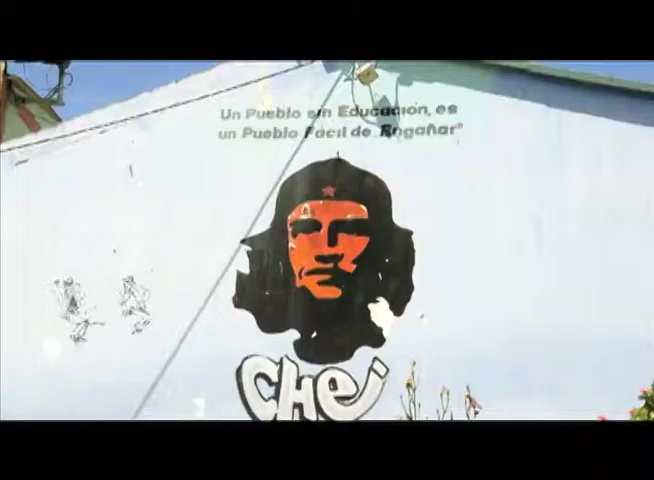 Un Pueblo sin Educación, es
un Pueblo Fácil de Engañar"
Che